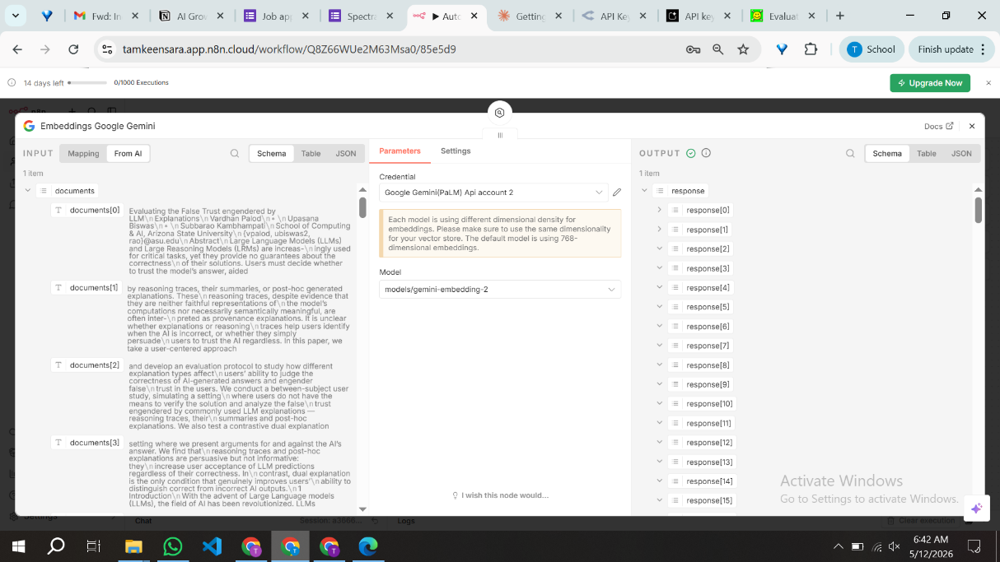 Fwd: In
AI Grov
Job app
Spectra
▶ Auto
Getting
API Key
API key
Evaluat
tamkeensara.app.n8n.cloud/workflow/Q8Z66WUe2M63Msa0/85e5d9
T School
Finish update
14 days left
0/1000 Executions
Upgrade Now
n8n
Embeddings Google Gemini
Docs
INPUT
Mapping
From AI
Schema
Table
JSON
Parameters
Settings
OUTPUT
Schema
Table
JSON
1 item
documents
T documents[0]
Evaluating the False Trust engendered by
LLM\n Explanations\n Vardhan Palod\n * \n Upasana
Biswas\n * \n Subbarao Kambhampati\n School of Computing
& AI, Arizona State University\n {vpalod, ubiswas2,
rao}@asu.edu\n Abstract\n Large Language Models (LLMs)
and Large Reasoning Models (LRMs) are increas-\n ingly used
for critical tasks, yet they provide no guarantees about the
correctness\n of their solutions. Users must decide whether
to trust the model's answer, aided
T documents[1]
by reasoning traces, their summaries, or post-hoc generated
explanations. These\n reasoning traces, despite evidence that
they are neither faithful representations of\n the model's
computations nor necessarily semantically meaningful, are
often inter-\n preted as provenance explanations. It is unclear
whether explanations or reasoning\n traces help users identify
when the AI is incorrect, or whether they simply
persuade\n users to trust the AI regardless. In this paper, we
take a user-centered approach
T documents[2]
and develop an evaluation protocol to study how different
explanation types affect\n users' ability to judge the
correctness of AI-generated answers and engender
false\n trust in the users. We conduct a between-subject user
study, simulating a setting\n where users do not have the
means to verify the solution and analyze the false\n trust
engendered by commonly used LLM explanations —
reasoning traces, their\n summaries and post-hoc
explanations. We also test a contrastive dual explanation
T documents[3]
setting where we present arguments for and against the AI's
answer. We find that\n reasoning traces and post-hoc
explanations are persuasive but not informative:
they\n increase user acceptance of LLM predictions
regardless of their correctness. In\n contrast, dual explanation
is the only condition that genuinely improves users'\n ability to
distinguish correct from incorrect AI outputs.\n 1
Introduction\n With the advent of Large Language models
(LLMs), the field of AI has been revolutionized. LLMs
Credential
Google Gemini(PaLM) Api account 2
Each model is using different dimensional density for
embeddings. Please make sure to use the same dimensionality
for your vector store. The default model is using 768-
dimensional embeddings.
Model
models/gemini-embedding-2
I wish this node would...
1 item
response
response[0]
response[1]
response[2]
response[3]
response[4]
response[5]
response[6]
response[7]
response[8]
response[9]
response[10]
response[11]
response[12]
response[13]
response[14]
response[15]
Activate Windows
Go to Settings to activate Windows.
Settings
Chat
Session: a3666...
Logs
Clear execution
6:42 AM
5/12/2026